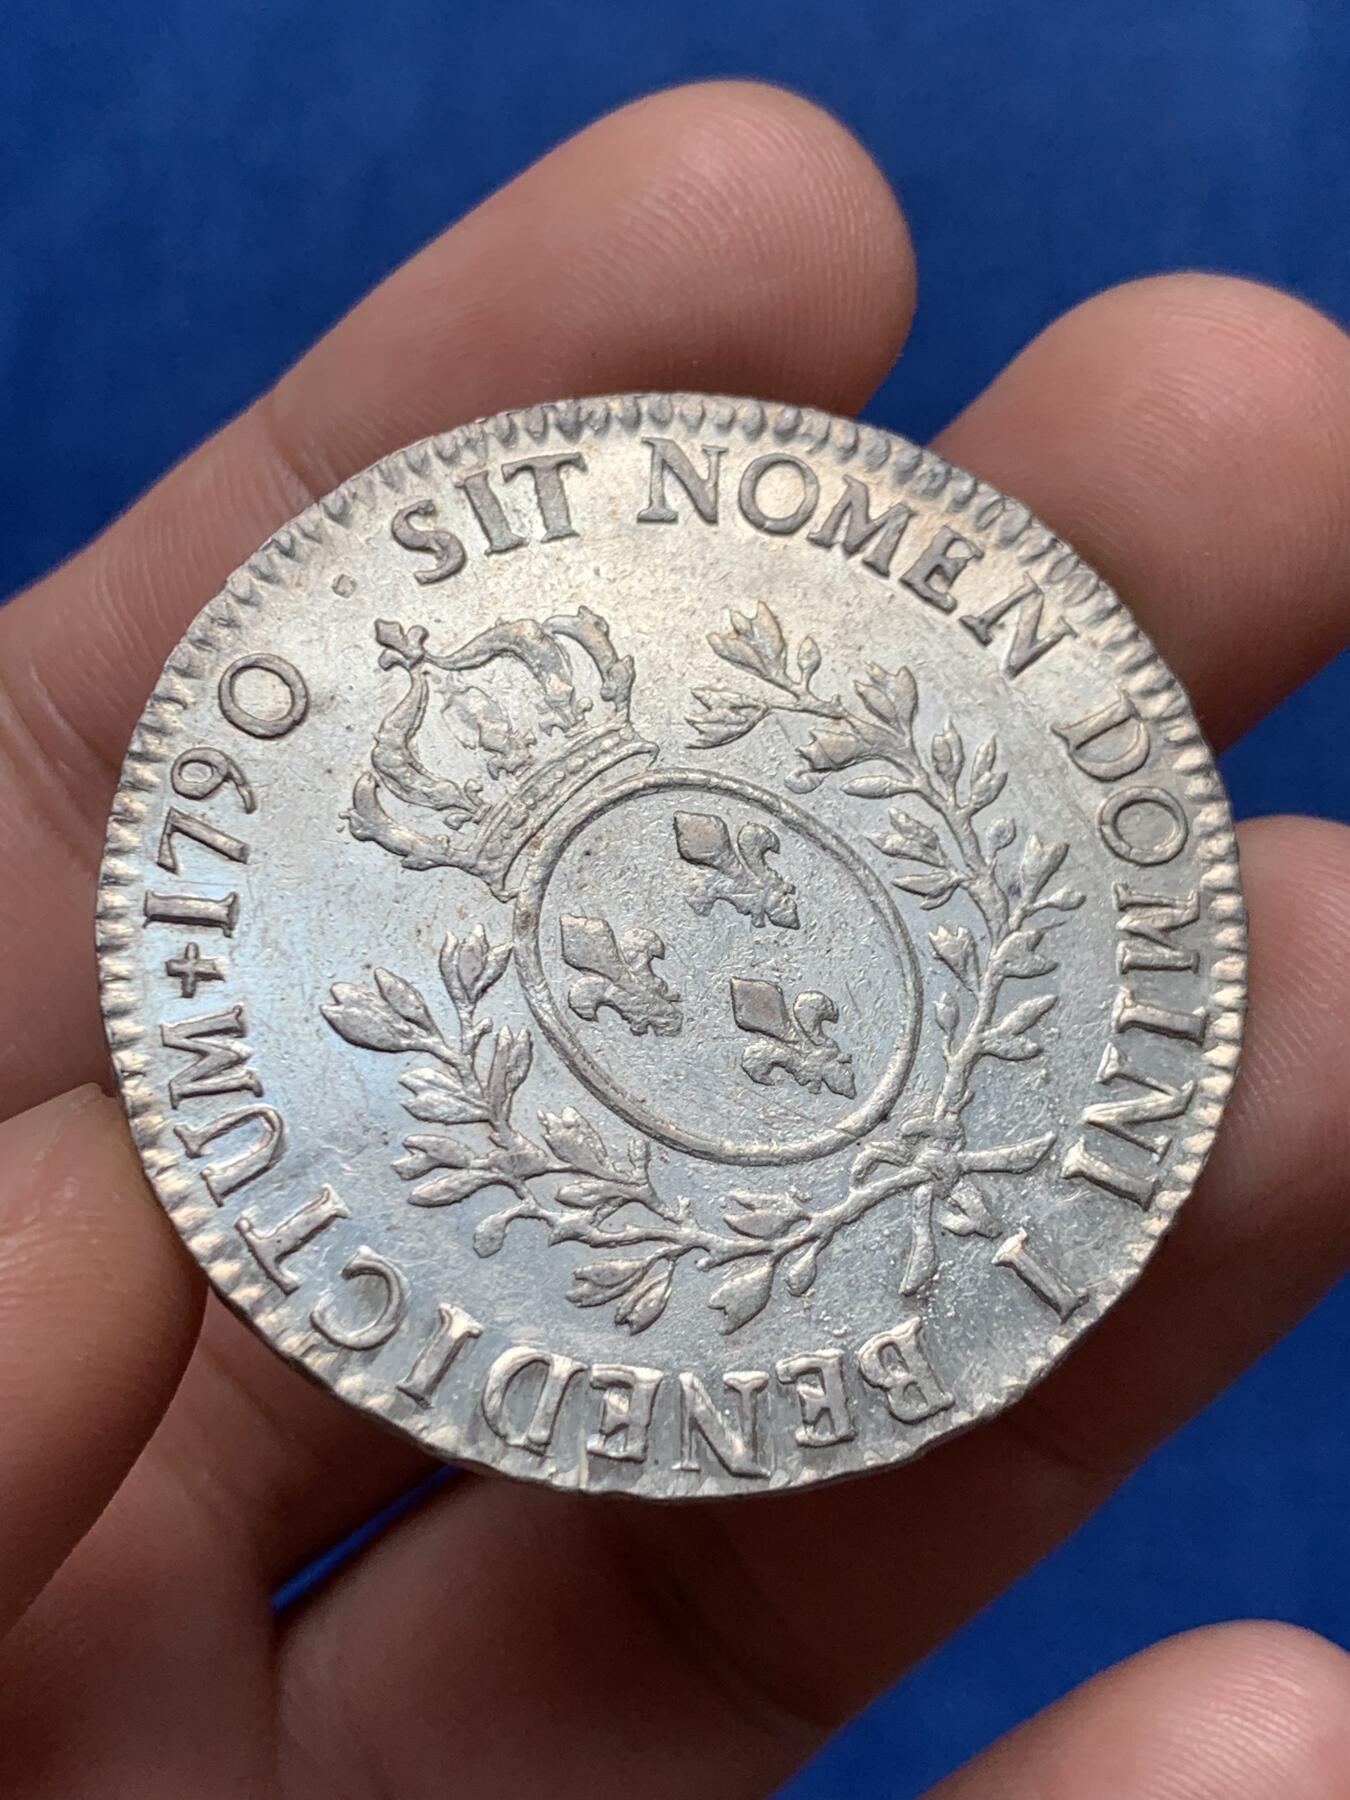 · SIT NOMEN DOMINI I BENEDICTUM + 1790